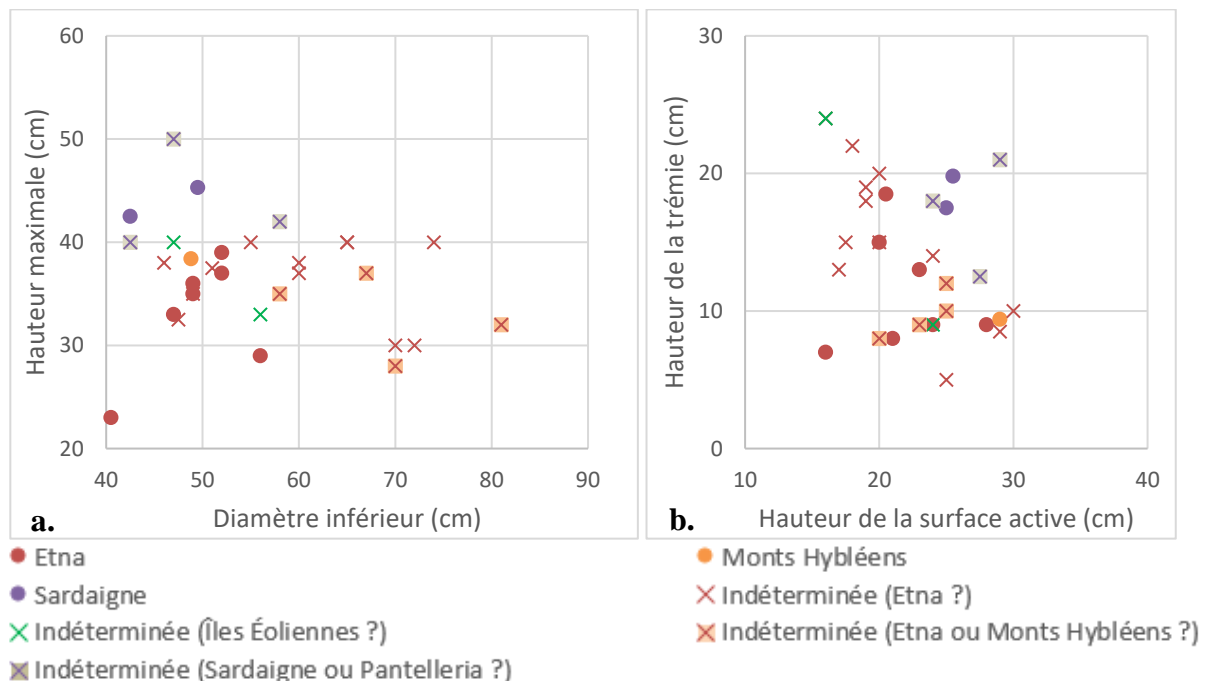 60
50
40
30
20
Hauteur maximale (cm)
40 50 60 70 80 90
a. Diamètre inférieur (cm)
30
20
10
0
Hauteur de la trémie (cm)
10 20 30 40
b. Hauteur de la surface active (cm)
Etna
Sardaigne
Indéterminée (Îles Éoliennes ?)
Indéterminée (Sardaigne ou Pantelleria ?)
Monts Hybléens
Indéterminée (Etna ?)
Indéterminée (Etna ou Monts Hybléens ?)